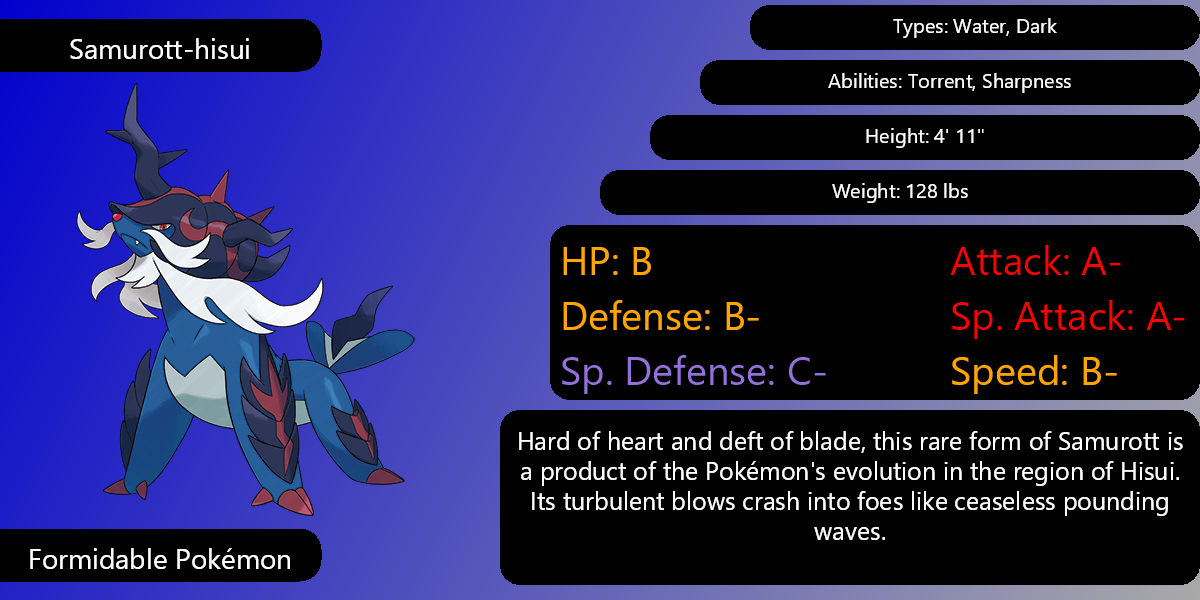 Samurott-hisui
Types: Water, Dark
Abilities: Torrent, Sharpness
Height: 4' 11"
Weight: 128 lbs
HP: B
Attack: A-
Defense: B-
Sp. Attack: A-
Sp. Defense: C-
Speed: B-
Hard of heart and deft of blade, this rare form of Samurott is
a product of the Pokémon's evolution in the region of Hisui.
Its turbulent blows crash into foes like ceaseless pounding
waves.
Formidable Pokémon